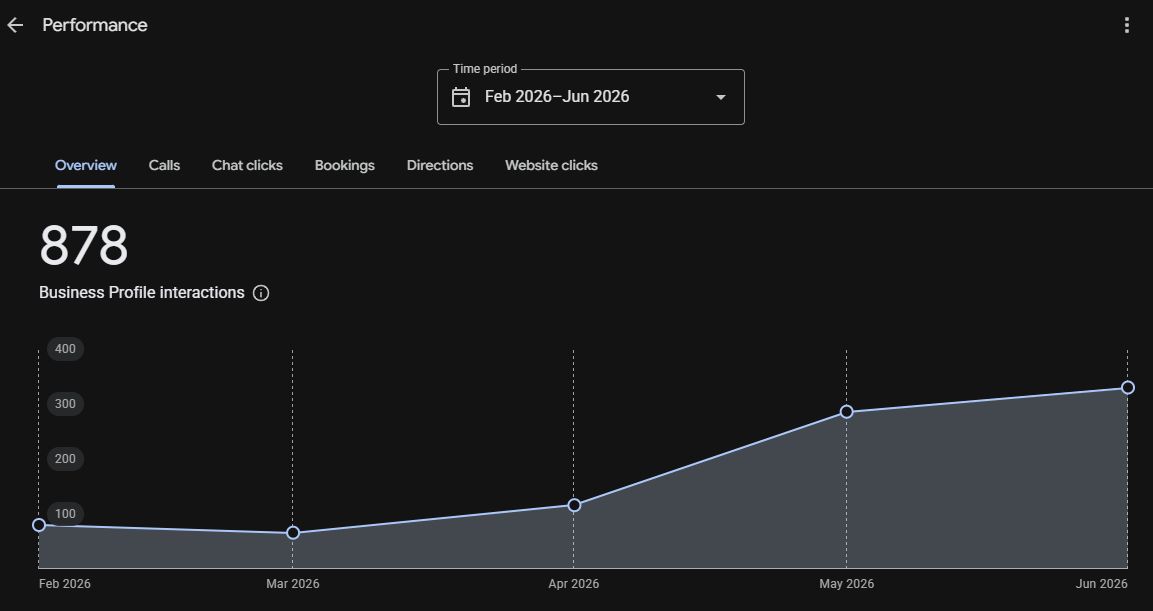 Performance
Time period
Feb 2026–Jun 2026
Overview Calls Chat clicks Bookings Directions Website clicks
878
Business Profile interactions
400
300
200
100
Feb 2026 Mar 2026 Apr 2026 May 2026 Jun 2026